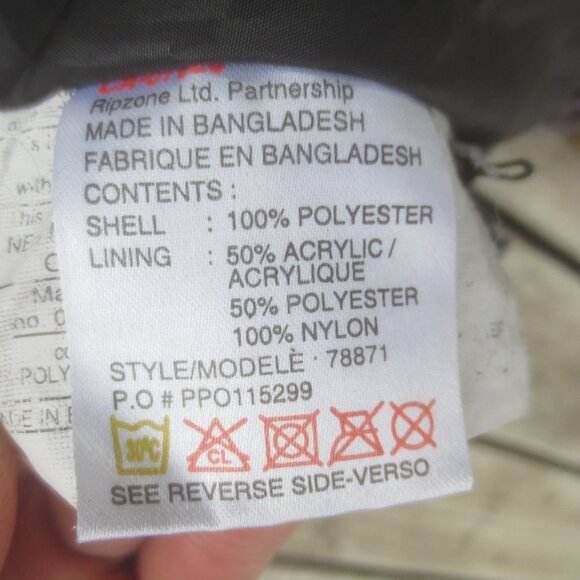 Ripzone Ltd. Partnership
MADE IN BANGLADESH
FABRIQUE EN BANGLADESH
CONTENTS :
SHELL : 100% POLYESTER
LINING : 50% ACRYLIC /
ACRYLIQUE
50% POLYESTER
100% NYLON
STYLE/MODELÈ · 78871
P.O # PPO115299
30°C
CL
SEE REVERSE SIDE-VERSO